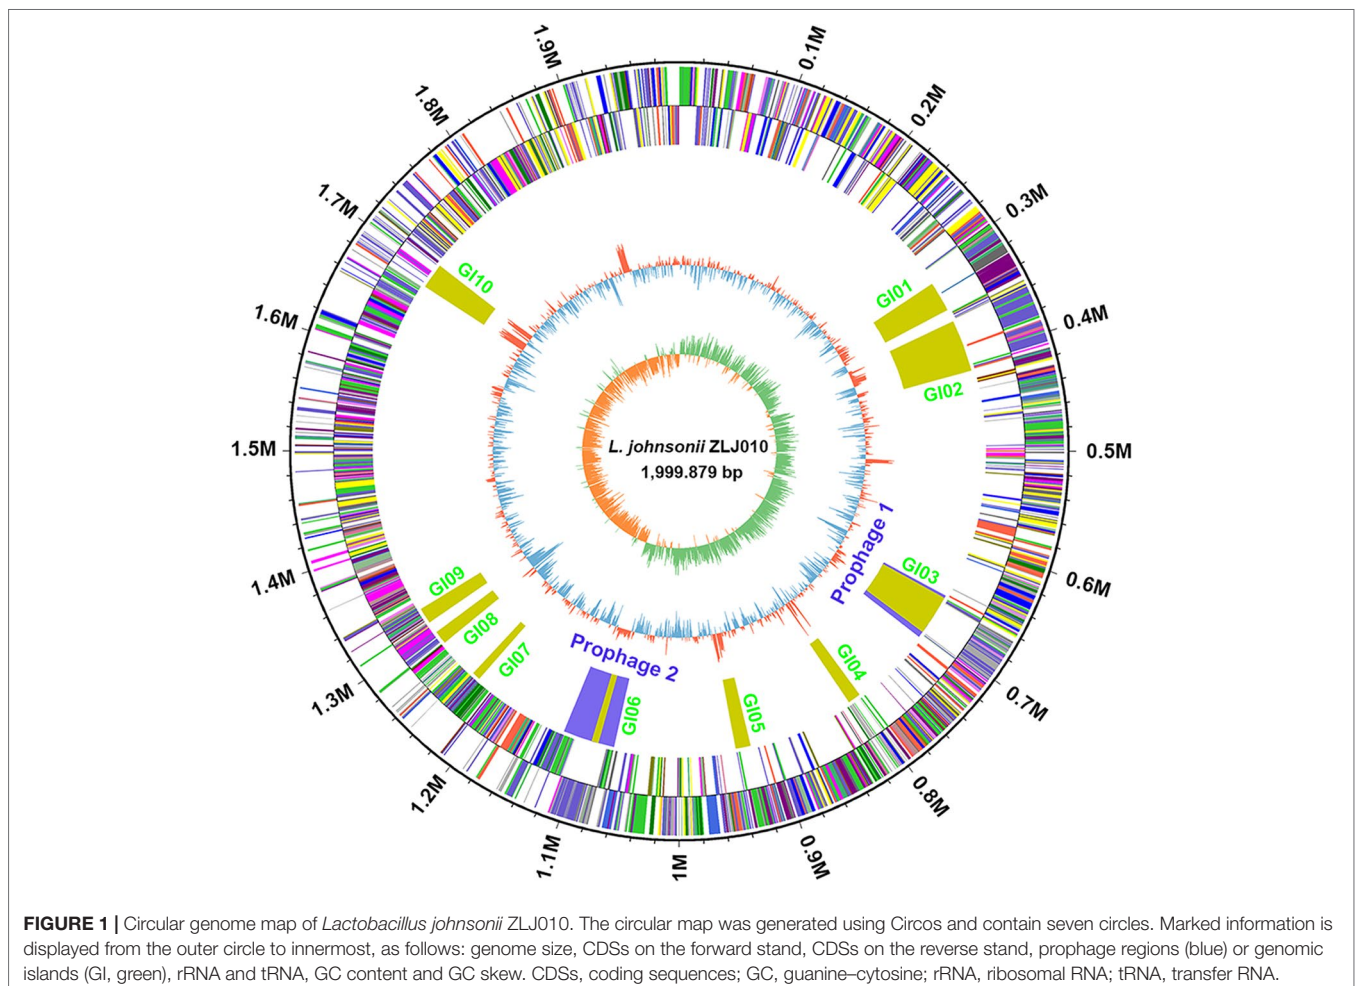 0.1M
0.2M
0.3M
0.4M
0.5M
0.6M
0.7M
0.8M
0.9M
1M
1.1M
1.2M
1.3M
1.4M
1.5M
1.6M
1.7M
1.8M
1.9M
GI01
GI02
Prophage 1
GI03
GI04
GI05
Prophage 2
GI06
GI07
GI08
GI09
GI10
L. johnsonii ZLJ010
1,999.879 bp
FIGURE 1 | Circular genome map of Lactobacillus johnsonii ZLJ010. The circular map was generated using Circos and contain seven circles. Marked information is
displayed from the outer circle to innermost, as follows: genome size, CDSs on the forward stand, CDSs on the reverse stand, prophage regions (blue) or genomic
islands (GI, green), rRNA and tRNA, GC content and GC skew. CDSs, coding sequences; GC, guanine–cytosine; rRNA, ribosomal RNA; tRNA, transfer RNA.